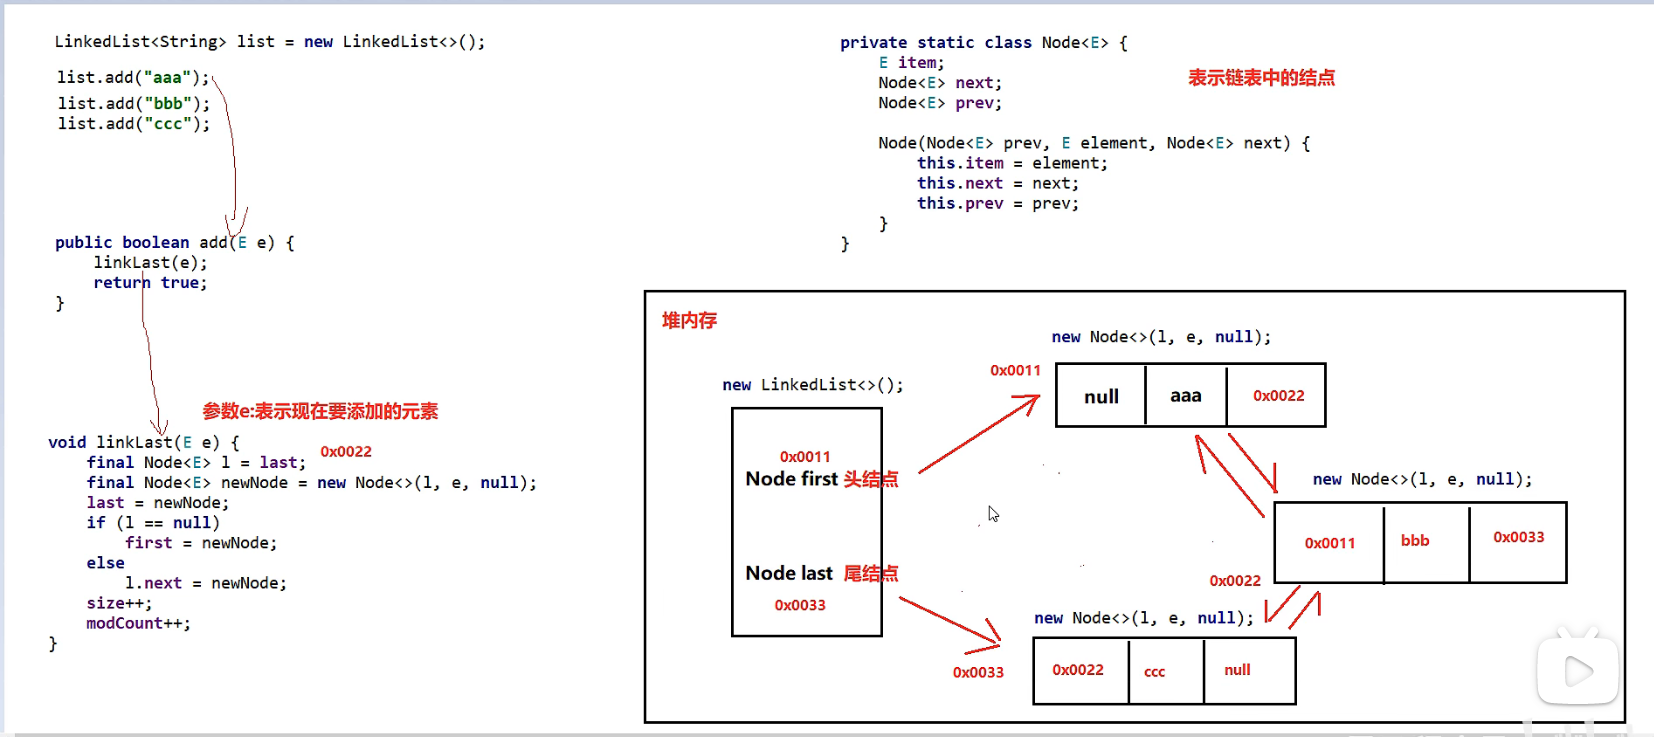 LinkedList<String> list = new LinkedList<>();
list.add("aaa");
list.add("bbb");
list.add("ccc");
public boolean add(E e) {
linkLast(e);
return true;
}
参数e:表示现在要添加的元素
void linkLast(E e) {
final Node<E> l = last;
0x0022
final Node<E> newNode = new Node<>(l, e, null);
last = newNode;
if (l == null)
first = newNode;
else
l.next = newNode;
size++;
modCount++;
}
private static class Node<E> {
E item;
Node<E> next;
Node<E> prev;
表示链表中的结点
Node(Node<E> prev, E element, Node<E> next) {
this.item = element;
this.next = next;
this.prev = prev;
}
}
堆内存
new LinkedList<>();
0x0011
Node first 头结点
Node last 尾结点
0x0033
new Node<>(l, e, null);
0x0011
null aaa 0x0022
new Node<>(l, e, null);
0x0011 bbb 0x0033
0x0022
new Node<>(l, e, null);
0x0033
0x0022 ccc null